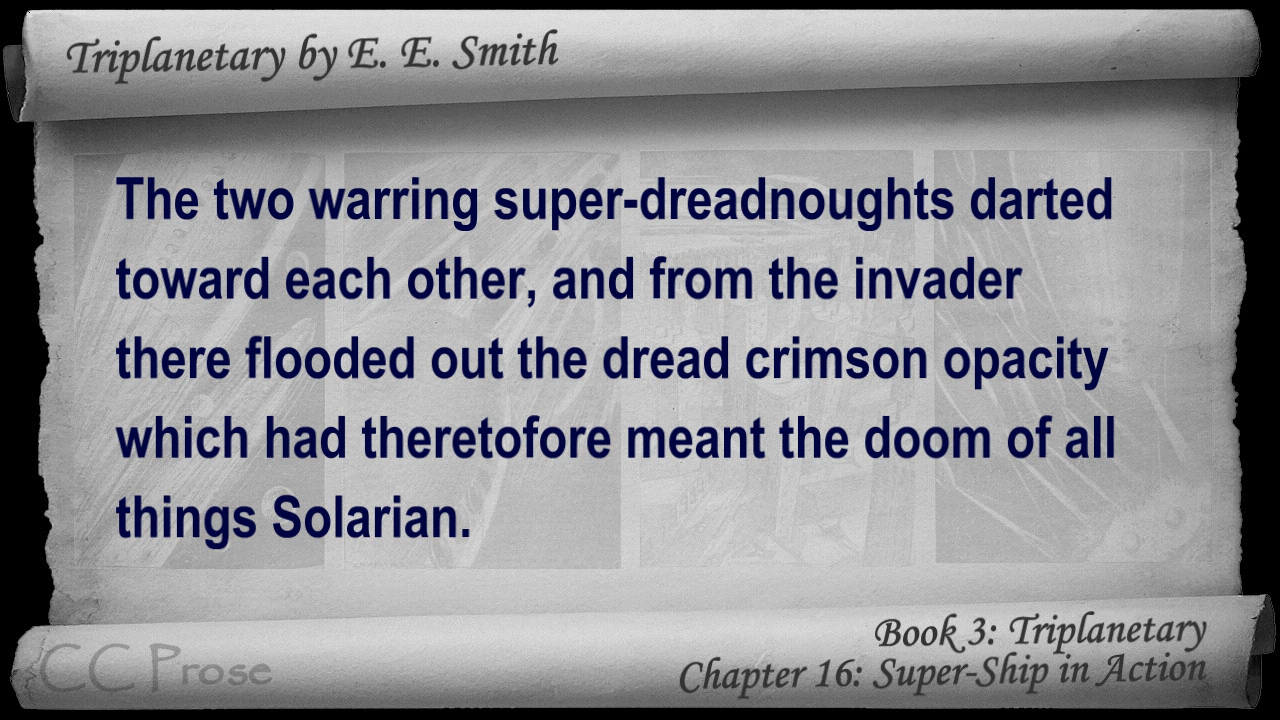 Triplanetary by E. E. Smith
The two warring super-dreadnoughts darted
toward each other, and from the invader
there flooded out the dread crimson opacity
which had theretofore meant the doom of all
things Solarian.
Book 3: Triplanetary
Chapter 16: Super-Ship in Action
CC Prose